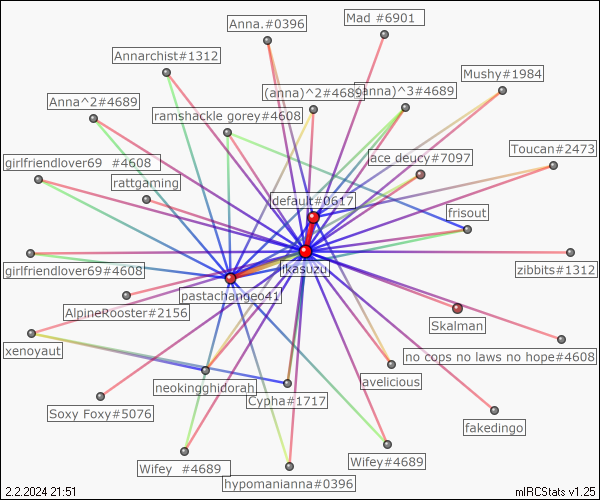 Anna.#0396
Mad #6901
Annarchist#1312
Mushy#1984
(anna)^2#4689
(anna)^3#4689
Anna^2#4689
ramshackle gorey#4608
Toucan#2473
girlfriendlover69 #4608
ace deucy#7097
rattgaming
default#0617
frisout
girlfriendlover69#4608
jkasuzu
zibbits#1312
pastachangeo41
AlpineRooster#2156
Skalman
xenoyaut
no cops no laws no hope#4608
neokingghidorah
avelicious
Cypha#1717
Soxy Foxy#5076
fakedingo
Wifey #4689
Wifey#4689
hypomanianna#0396
2.2.2024 21:51
mIRCStats v1.25